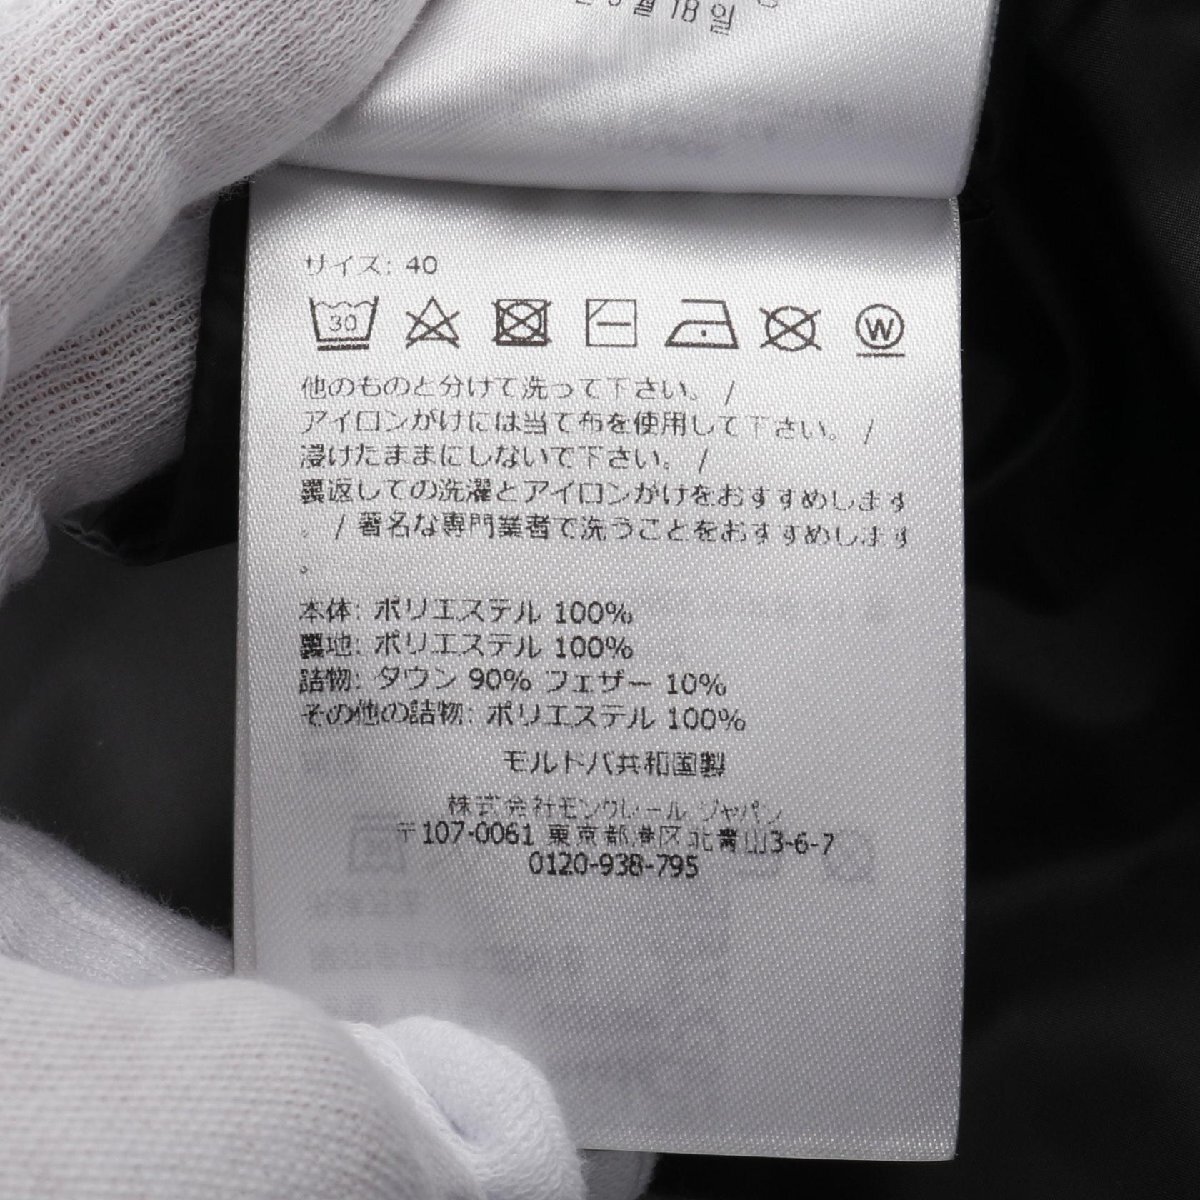 18일
サイズ: 40
30
W
他のものと分けて洗って下さい。/
アイロンがけには当て布を使用して下さい。/
浸けたままにしないで下さい。/
裏返しての洗濯とアイロンがけをおすすめします
。/ 著名な専門業者で洗うことをおすすめします
。
本体: ポリエステル 100%
裏地: ポリエステル 100%
詰物: ダウン 90% フェザー 10%
その他の詰物: ポリエステル 100%
モルドバ共和国製
株式会社モンクレール ジャパン
〒107-0061 東京都港区北青山3-6-7
0120-938-795